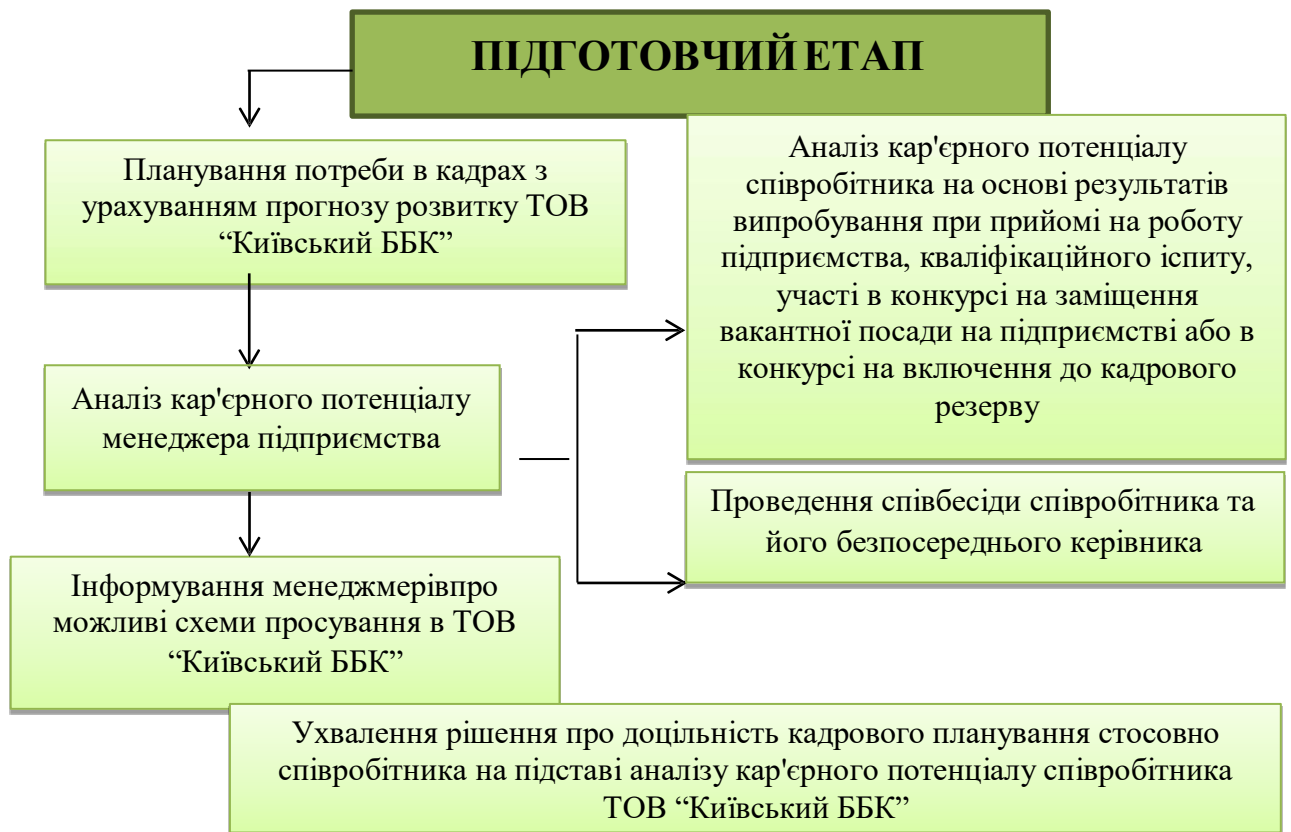 ПІДГОТОВЧИЙ ЕТАП
Планування потреби в кадрах з
урахуванням прогнозу розвитку ТОВ
“Київський ББК”
Аналіз кар'єрного потенціалу
співробітника на основі результатів
випробування при прийомі на роботу
підприємства, кваліфікаційного іспиту,
участі в конкурсі на заміщення
вакантної посади на підприємстві або в
конкурсі на включення до кадрового
резерву
Аналіз кар'єрного потенціалу
менеджера підприємства
Проведення співбесіди співробітника та
його безпосереднього керівника
Інформування менеджмерівпро
можливі схеми просування в ТОВ
“Київський ББК”
Ухвалення рішення про доцільність кадрового планування стосовно
співробітника на підставі аналізу кар'єрного потенціалу співробітника
ТОВ “Київський ББК”